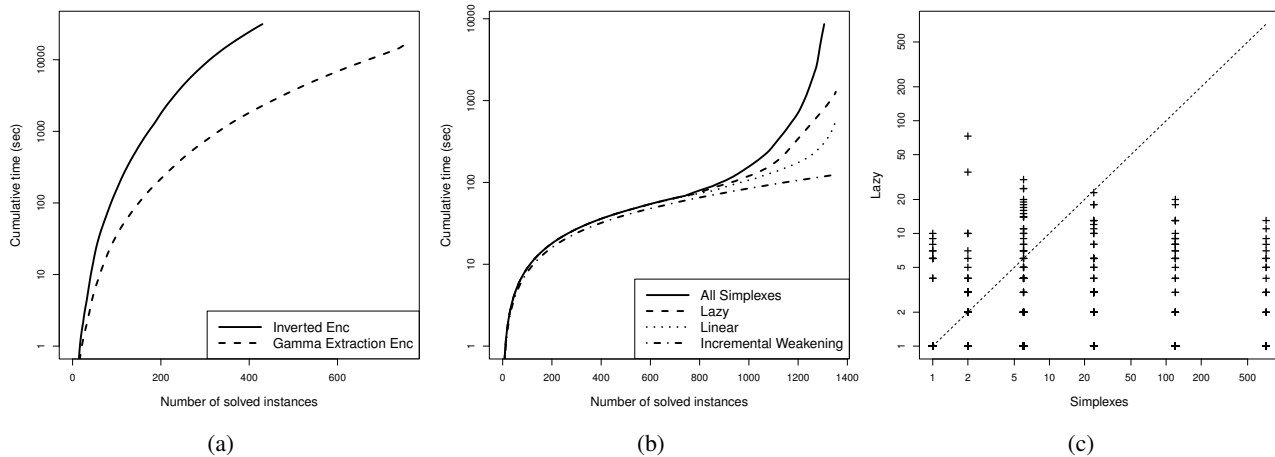 Cumulative time (sec)
1 10 100 1000 10000
0 200 400 600
Number of solved instances
Inverted Enc
Gamma Extraction Enc
(a)
Cumulative time (sec)
1 10 100 1000 10000
0 200 400 600 800 1000 1200 1400
Number of solved instances
All Simplexes
Lazy
Linear
Incremental Weakening
(b)
Lazy
1 2 5 10 20 50 100 200 500
1 2 5 10 20 50 100 200 500
Simplexes
(c)